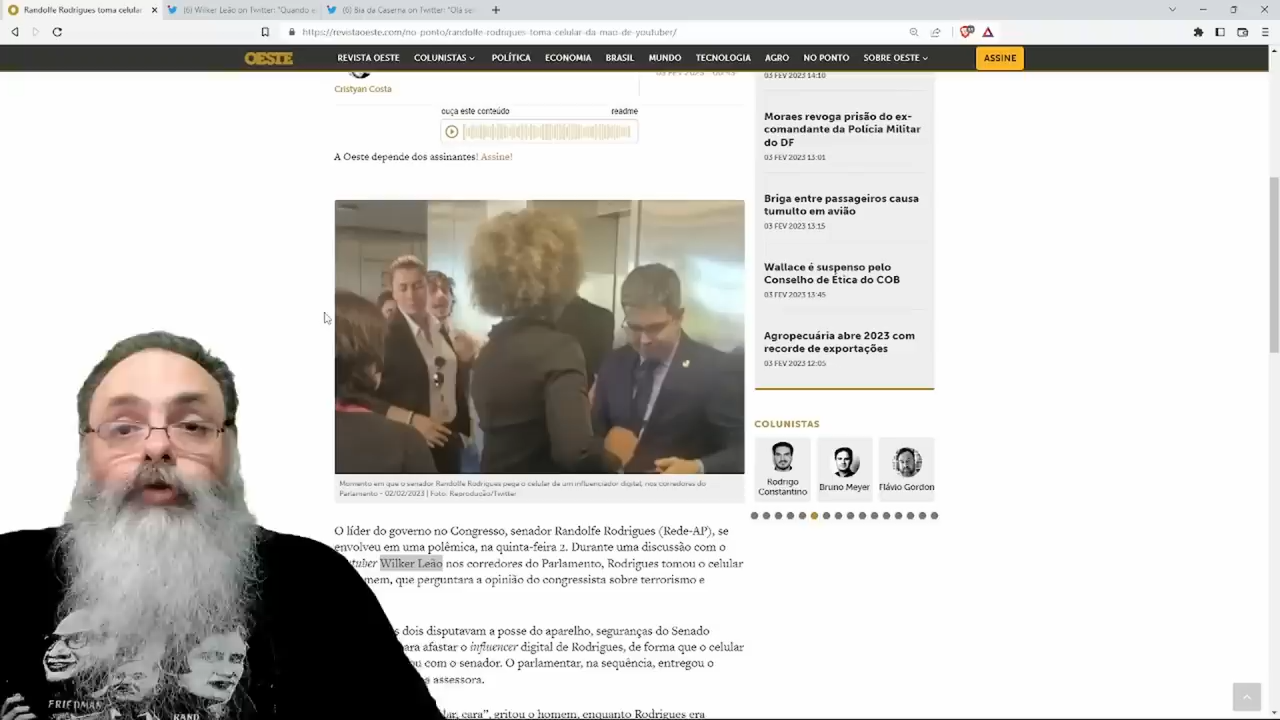 Randolfe Rodrigues toma celular
(6) Wilker Leão on Twitter: "Quando e
(6) Bia da Caserna on Twitter: "Olá se
https://revistaoeste.com/no-ponto/randolfe-rodrigues-toma-celular-da-mao-de-youtuber/
OESTE
REVISTA OESTE COLUNISTAS POLÍTICA ECONOMIA BRASIL MUNDO TECNOLOGIA AGRO NO PONTO SOBRE OESTE ASSINE
Cristyan Costa
03 FEV 2023
ouça este conteúdo readme
A Oeste depende dos assinantes! Assine!
Momento em que o senador Randolfe Rodrigues pega o celular de um influenciador digital, nos corredores do
Parlamento - 02/02/2023 | Foto: Reprodução/Twitter
O líder do governo no Congresso, senador Randolfe Rodrigues (Rede-AP), se
envolveu em uma polêmica, na quinta-feira 2. Durante uma discussão com o
tuber Wilker Leão nos corredores do Parlamento, Rodrigues tomou o celular
omem, que perguntara a opinião do congressista sobre terrorismo e
s dois disputavam a posse do aparelho, seguranças do Senado
ara afastar o influencer digital de Rodrigues, de forma que o celular
ou com o senador. O parlamentar, na sequência, entregou o
a assessora.
lar, cara", gritou o homem, enquanto Rodrigues era
03 FEV 2023 14:10
Moraes revoga prisão do ex-
comandante da Polícia Militar
do DF
03 FEV 2023 13:01
Briga entre passageiros causa
tumulto em avião
03 FEV 2023 13:15
Wallace é suspenso pelo
Conselho de Ética do COB
03 FEV 2023 13:45
Agropecuária abre 2023 com
recorde de exportações
03 FEV 2023 12:05
COLUNISTAS
Rodrigo
Constantino
Bruno Meyer
Flávio Gordon
FRIEDMAN
RAND